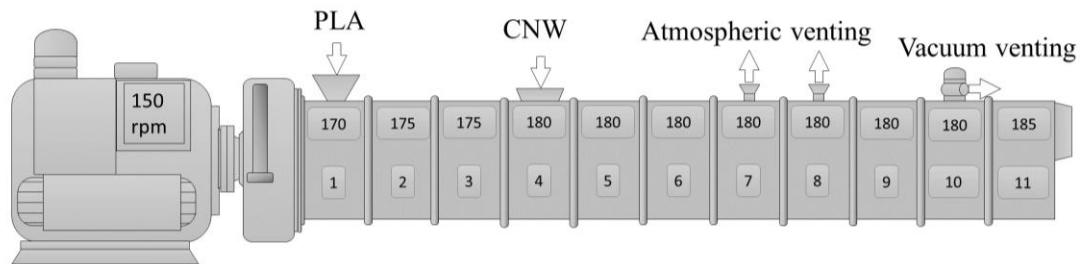 PLA
CNW
Atmospheric venting
Vacuum venting
150
rpm
170 175 175 180 180 180 180 180 180 180 185
1 2 3 4 5 6 7 8 9 10 11